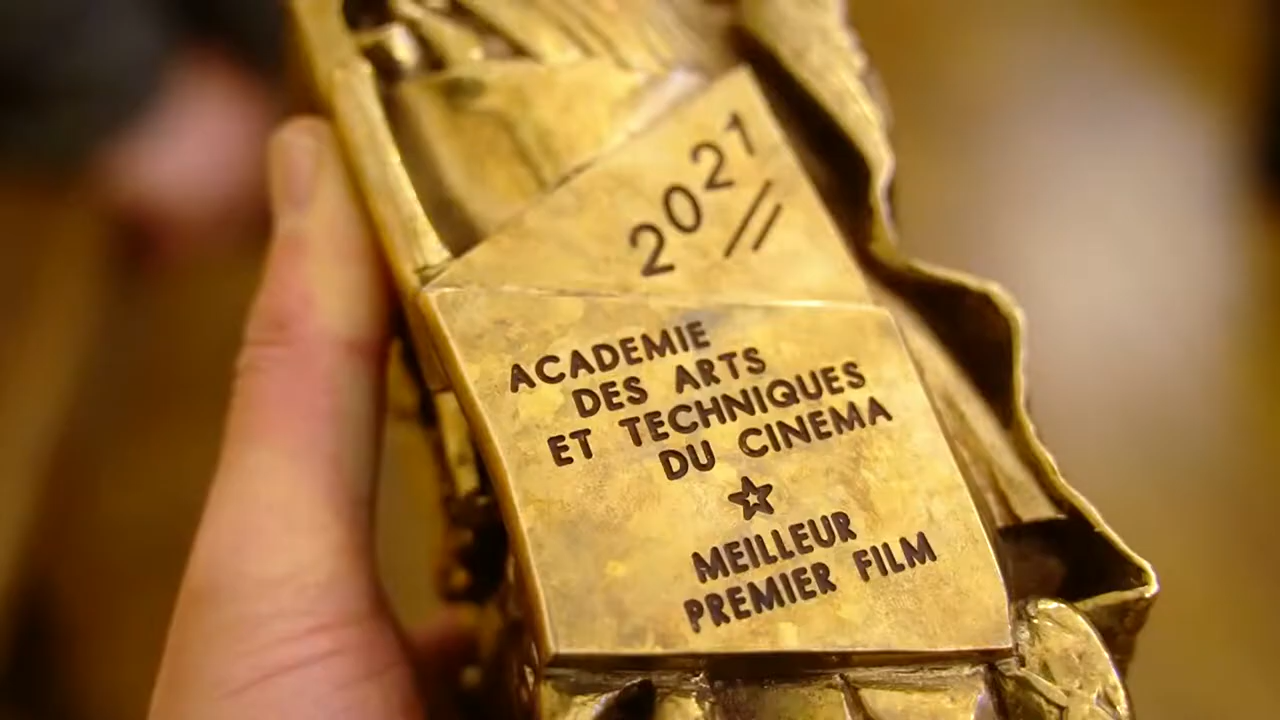 2021
ACADEMIE
DES ARTS
ET TECHNIQUES
DU CINEMA
MEILLEUR
PREMIER FILM